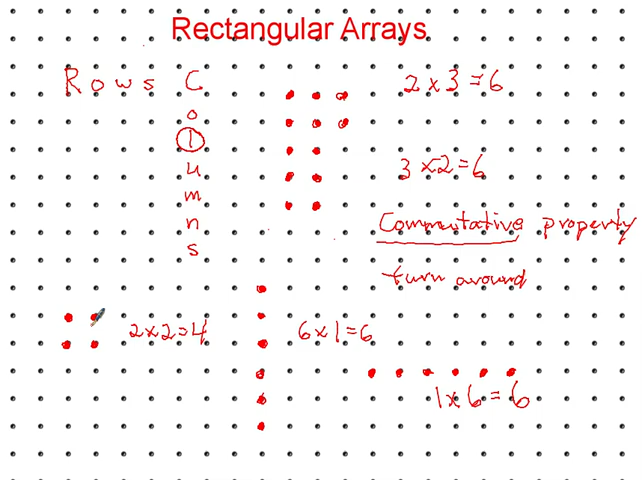 Rectangular Arrays
Rows Columns
2 x 3 = 6
3 x 2 = 6
Commutative property
turn around
2 x 2 = 4
6 x 1 = 6
1 x 6 = 6